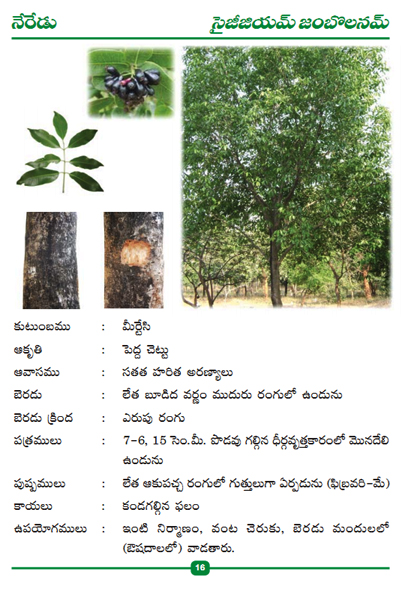 నేరేడు సైజీజియమ్ జంబొలనమ్
కుటుంబము : మిర్టేసి
ఆకృతి : పెద్ద చెట్టు
ఆవాసము : సతత హరిత అరణ్యాలు
బెరడు : లేత బూడిద వర్ణం ముదురు రంగులో ఉండును
బెరడు క్రింద : ఎరుపు రంగు
పత్రములు : 7-6, 15 సెం.మీ. పొడవు గల్గిన ధీర్గవృత్తకారంలో మొనదేలి
ఉండును
పుష్పములు : లేత ఆకుపచ్చ రంగులో గుత్తులుగా ఏర్పడును (ఫిబ్రవరి-మే)
కాయలు : కండగల్గిన ఫలం
ఉపయోగములు : ఇంటి నిర్మాణం, వంట చెరుకు, బెరడు మందులలో
(ఔషదాలలో) వాడతారు.
16